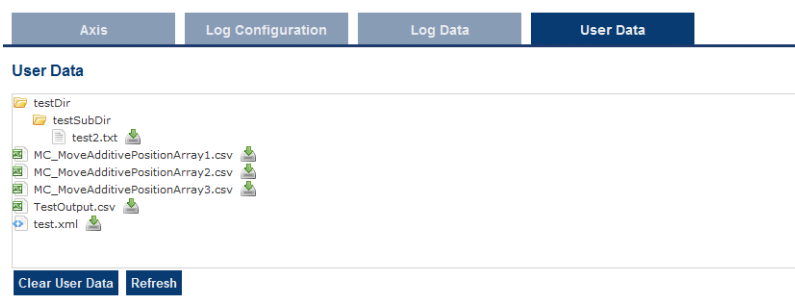 Axis Log Configuration Log Data User Data
User Data
testDir
testSubDir
test2.txt
MC_MoveAdditivePositionArray1.csv
MC_MoveAdditivePositionArray2.csv
MC_MoveAdditivePositionArray3.csv
TestOutput.csv
test.xml
Clear User Data Refresh